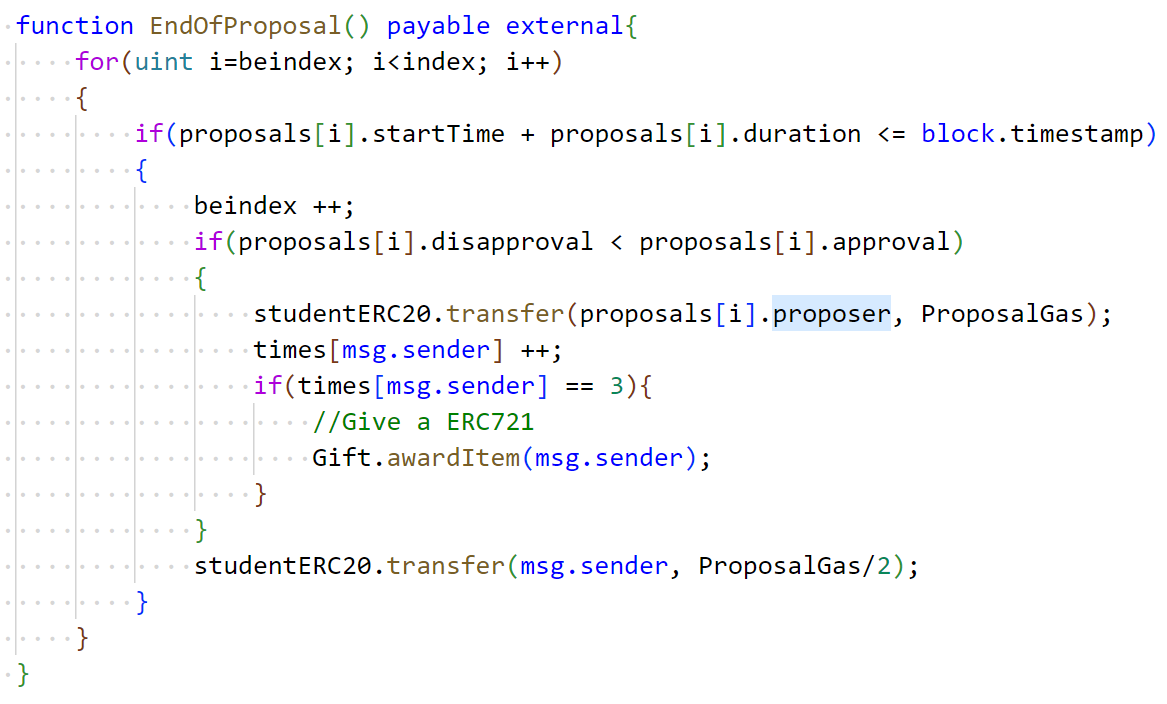 function EndOfProposal() payable external{
for(uint i=beindex; i<index; i++)
{
if(proposals[i].startTime + proposals[i].duration <= block.timestamp)
{
beindex ++;
if(proposals[i].disapproval < proposals[i].approval)
{
studentERC20.transfer(proposals[i].proposer, ProposalGas);
times[msg.sender] ++;
if(times[msg.sender] == 3){
//Give a ERC721
Gift.awardItem(msg.sender);
}
}
studentERC20.transfer(msg.sender, ProposalGas/2);
}
}
}